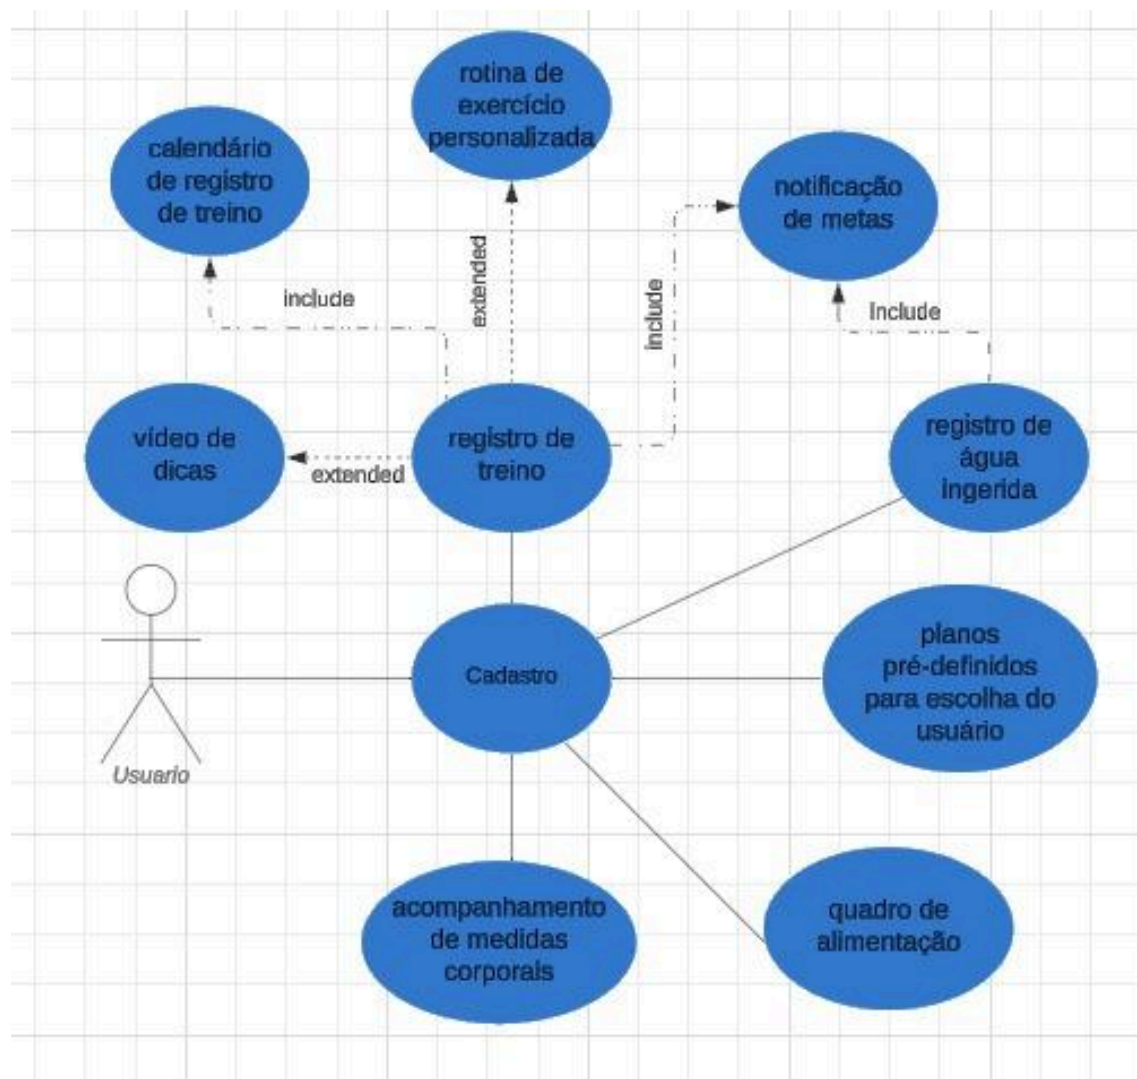 rotina de
exercício
personalizada
calendário
de registro
de treino
notificação
de metas
include
extended
include
Include
vídeo de
dicas
extended
registro de
treino
registro de
água
ingerida
Cadastro
planos
pré-definidos
para escolha do
usuário
Usuario
acompanhamento
de medidas
corporais
quadro de
alimentação